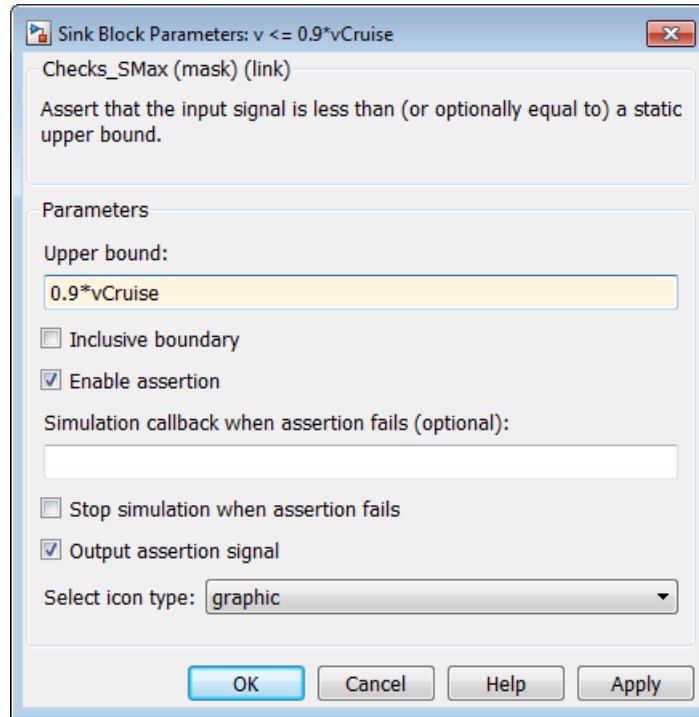 Sink Block Parameters: v <= 0.9*vCruise
Checks_SMax (mask) (link)
Assert that the input signal is less than (or optionally equal to) a static
upper bound.
Parameters
Upper bound:
0.9*vCruise
Inclusive boundary
Enable assertion
Simulation callback when assertion fails (optional):
Stop simulation when assertion fails
Output assertion signal
Select icon type: graphic
OK Cancel Help Apply